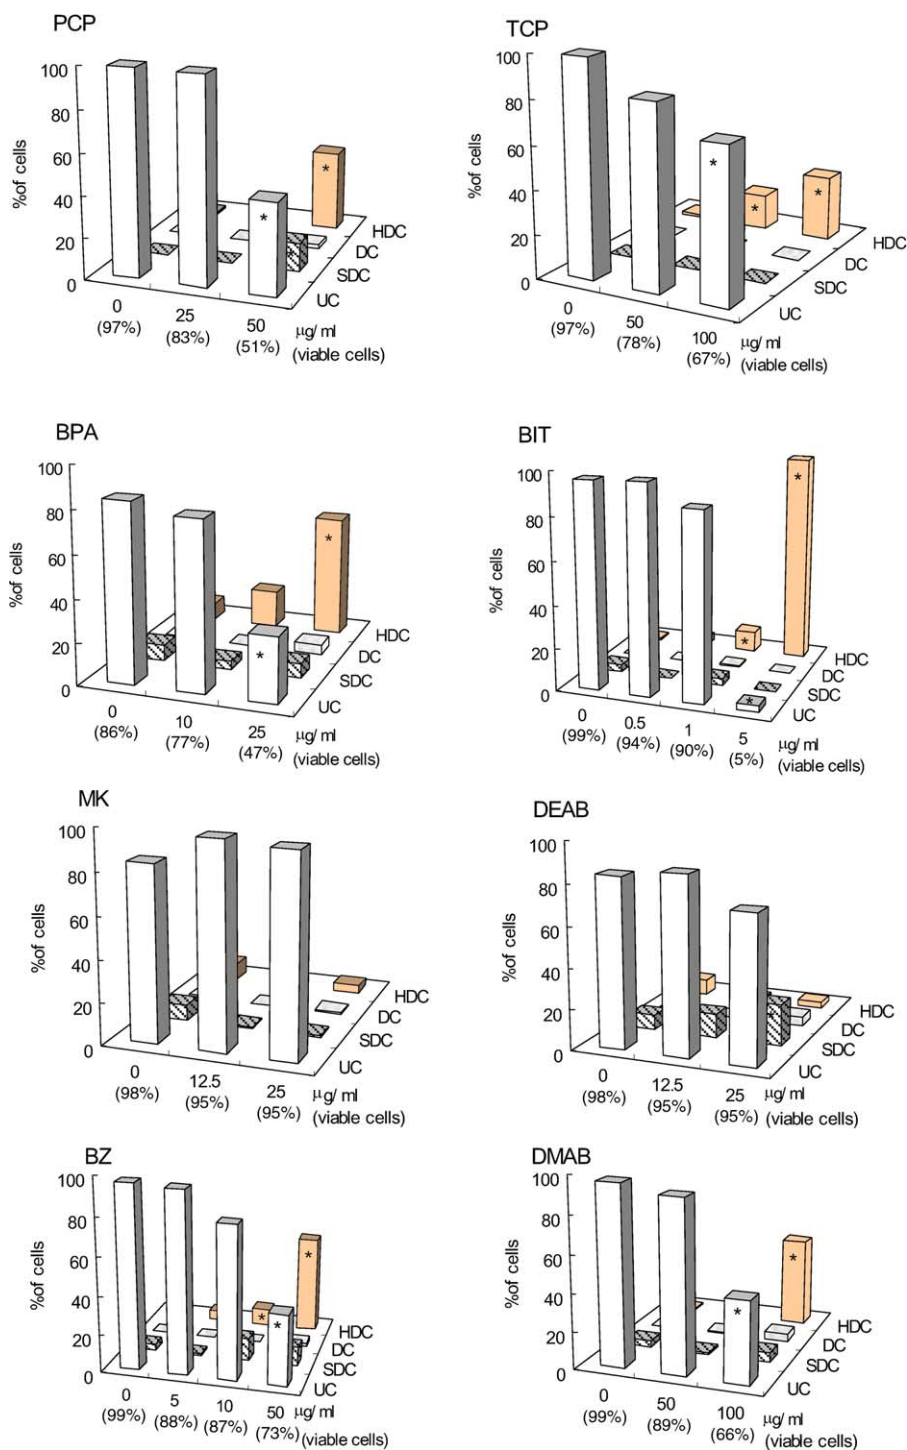 PCP
%of cells
100
80
60
40
20
0
HDC
DC
SDC
UC
0 25 50 μg/ ml
(97%) (83%) (51%) (viable cells)
*
*
*
TCP
%of cells
100
80
60
40
20
0
HDC
DC
SDC
UC
0 50 100 μg/ ml
(97%) (78%) (67%) (viable cells)
*
*
*
BPA
%of cells
100
80
60
40
20
0
HDC
DC
SDC
UC
0 10 25 μg/ ml
(86%) (77%) (47%) (viable cells)
*
*
BIT
%of cells
100
80
60
40
20
0
HDC
DC
SDC
UC
0 0.5 1 5 μg/ ml
(99%) (94%) (90%) (5%) (viable cells)
*
*
*
MK
%of cells
100
80
60
40
20
0
HDC
DC
SDC
UC
0 12.5 25 μg/ ml
(98%) (95%) (95%) (viable cells)
DEAB
%of cells
100
80
60
40
20
0
HDC
DC
SDC
UC
0 12.5 25 μg/ ml
(98%) (95%) (95%) (viable cells)
BZ
%of cells
100
80
60
40
20
0
HDC
DC
SDC
UC
0 5 10 50 μg/ ml
(99%) (88%) (87%) (73%) (viable cells)
*
*
*
DMAB
%of cells
100
80
60
40
20
0
HDC
DC
SDC
UC
0 50 100 μg/ ml
(99%) (89%) (66%) (viable cells)
*
*